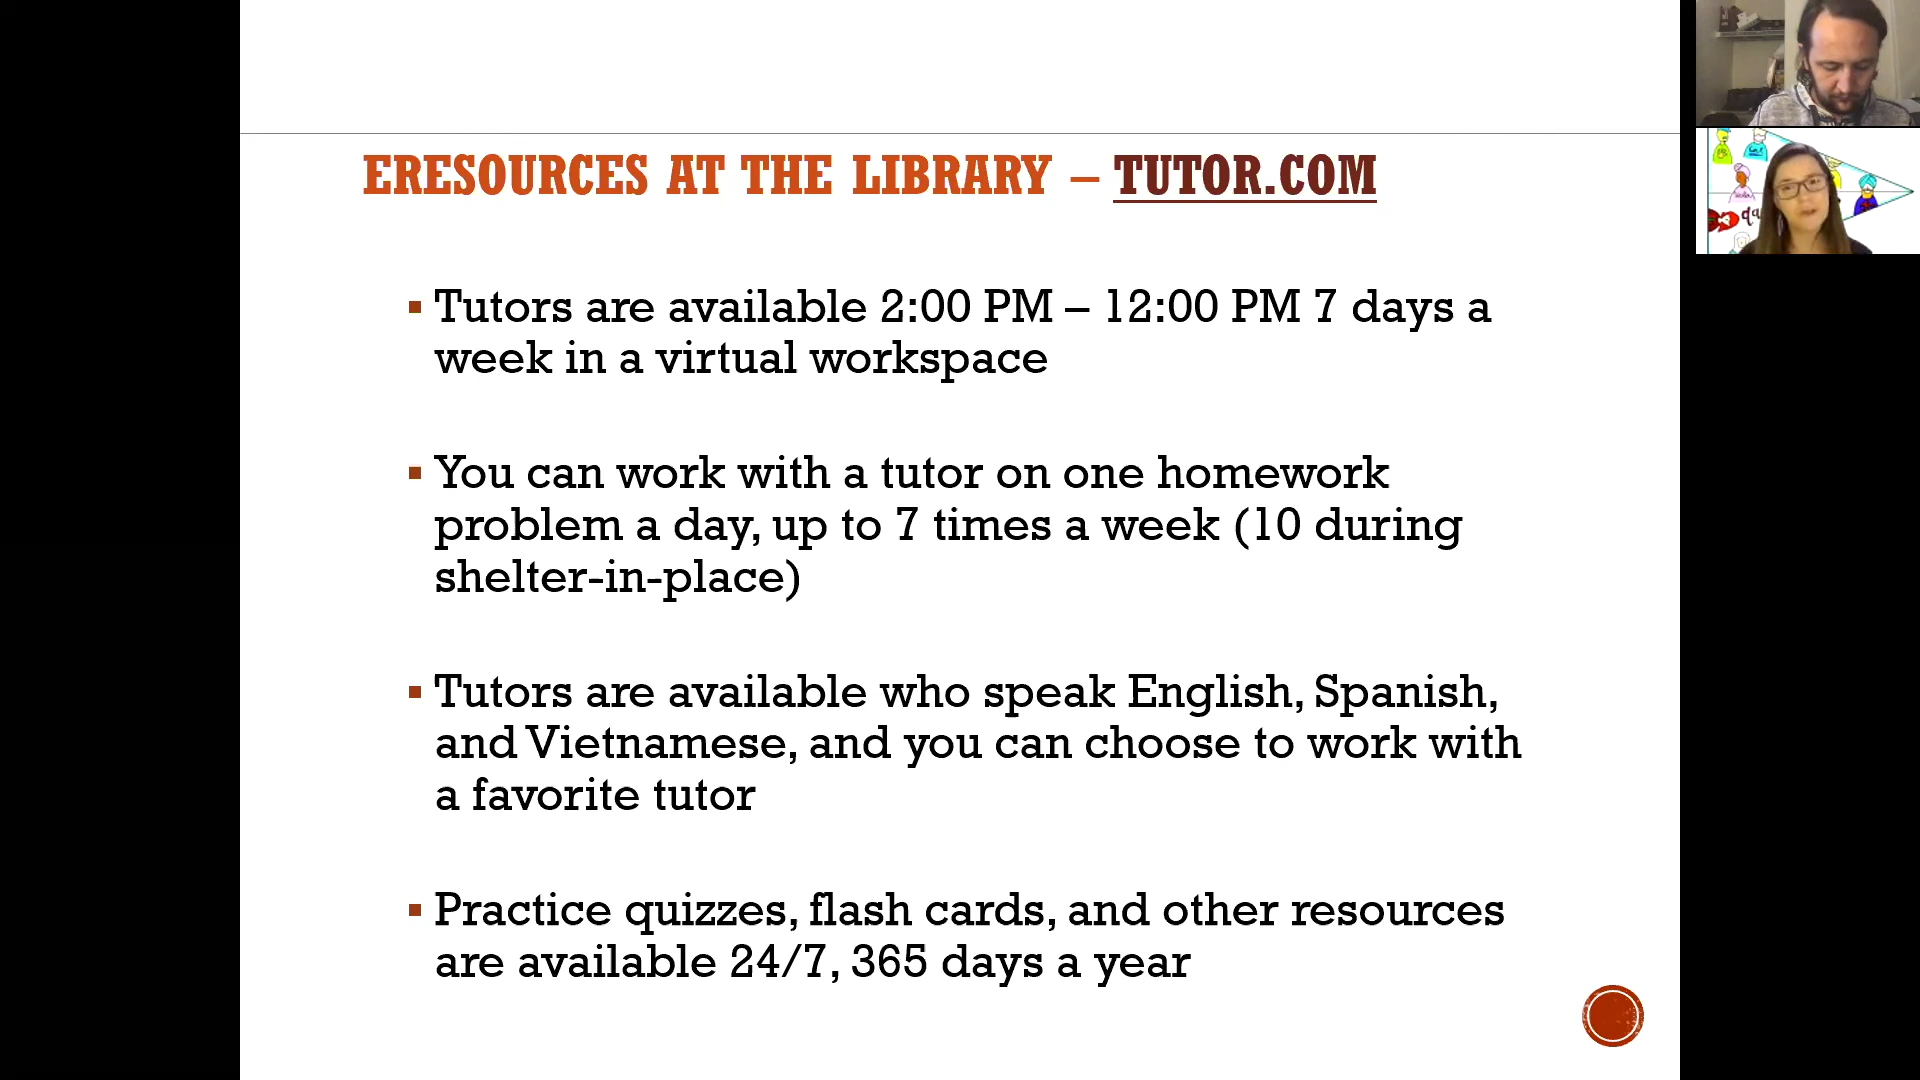 ERESOURCES AT THE LIBRARY – TUTOR.COM
▪ Tutors are available 2:00 PM – 12:00 PM 7 days a
week in a virtual workspace
▪ You can work with a tutor on one homework
problem a day, up to 7 times a week (10 during
shelter-in-place)
▪ Tutors are available who speak English, Spanish,
and Vietnamese, and you can choose to work with
a favorite tutor
▪ Practice quizzes, flash cards, and other resources
are available 24/7, 365 days a year